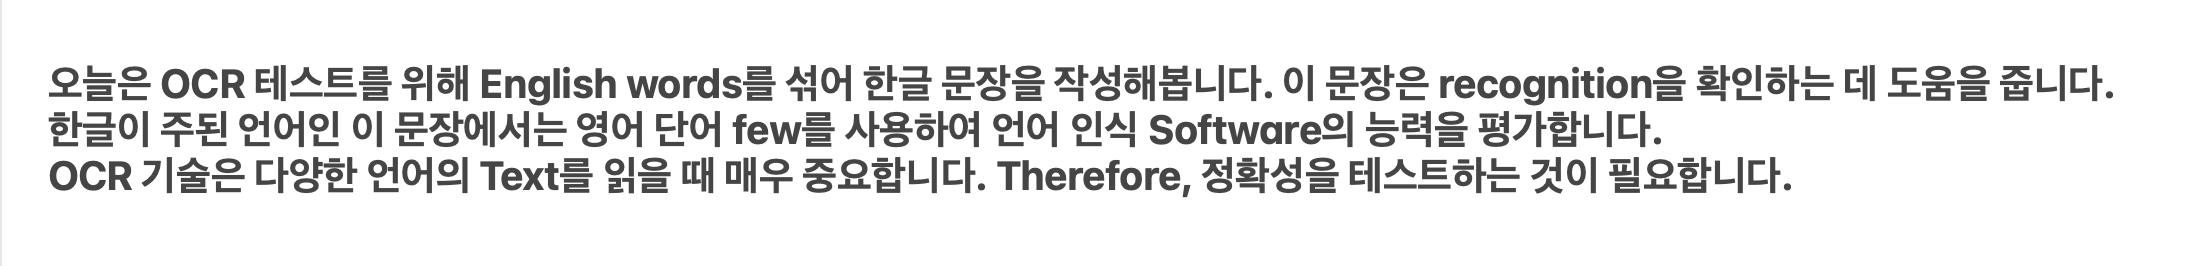 오늘은 OCR 테스트를 위해 English words를 섞어 한글 문장을 작성해봅니다. 이 문장은 recognition을 확인하는 데 도움을 줍니다.
한글이 주된 언어인 이 문장에서는 영어 단어 few를 사용하여 언어 인식 Software의 능력을 평가합니다.
OCR 기술은 다양한 언어의 Text를 읽을 때 매우 중요합니다. Therefore, 정확성을 테스트하는 것이 필요합니다.